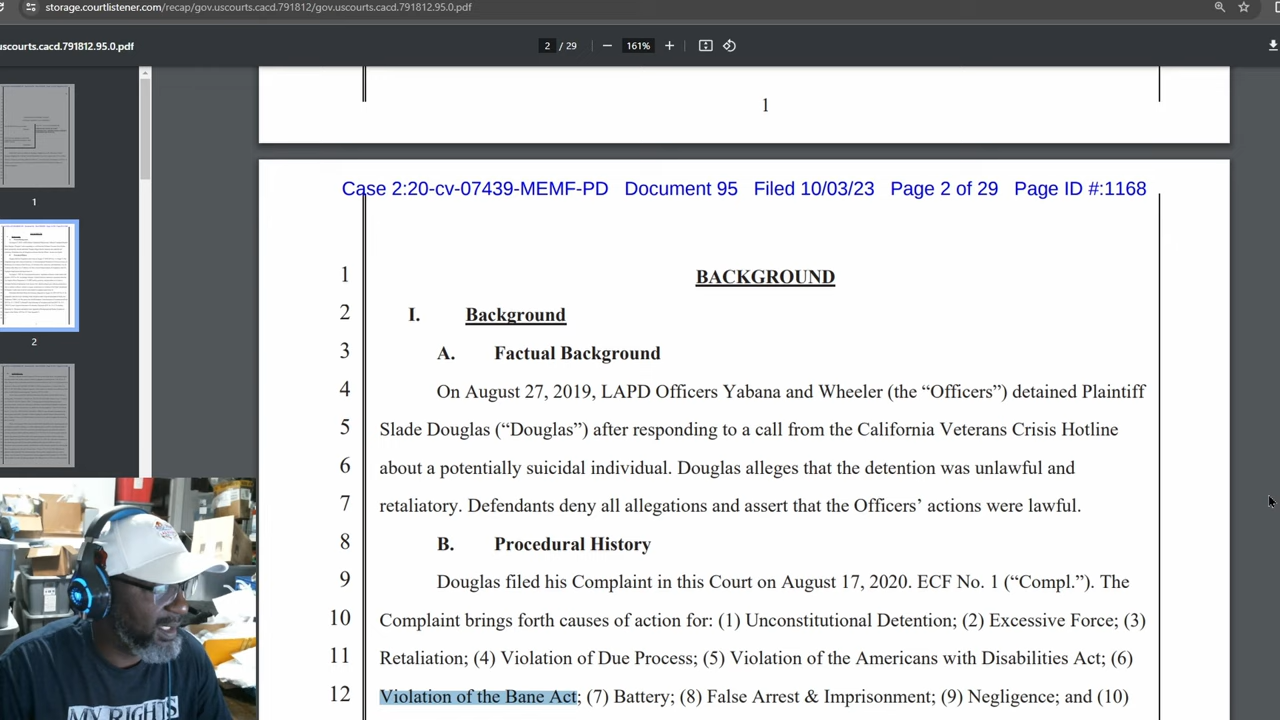 storage.courtlistener.com/recap/gov.uscourts.cacd.791812/gov.uscourts.cacd.791812.95.0.pdf
uscourts.cacd.791812.95.0.pdf
2 / 29
161%
1
Case 2:20-cv-07439-MEMF-PD Document 95 Filed 10/03/23 Page 2 of 29 Page ID #:1168
1 BACKGROUND
2 I. Background
3 A. Factual Background
4 On August 27, 2019, LAPD Officers Yabana and Wheeler (the “Officers”) detained Plaintiff
5 Slade Douglas (“Douglas”) after responding to a call from the California Veterans Crisis Hotline
6 about a potentially suicidal individual. Douglas alleges that the detention was unlawful and
7 retaliatory. Defendants deny all allegations and assert that the Officers’ actions were lawful.
8 B. Procedural History
9 Douglas filed his Complaint in this Court on August 17, 2020. ECF No. 1 (“Compl.”). The
10 Complaint brings forth causes of action for: (1) Unconstitutional Detention; (2) Excessive Force; (3)
11 Retaliation; (4) Violation of Due Process; (5) Violation of the Americans with Disabilities Act; (6)
12 Violation of the Bane Act; (7) Battery; (8) False Arrest & Imprisonment; (9) Negligence; and (10)
1
2
MY RIGHTS